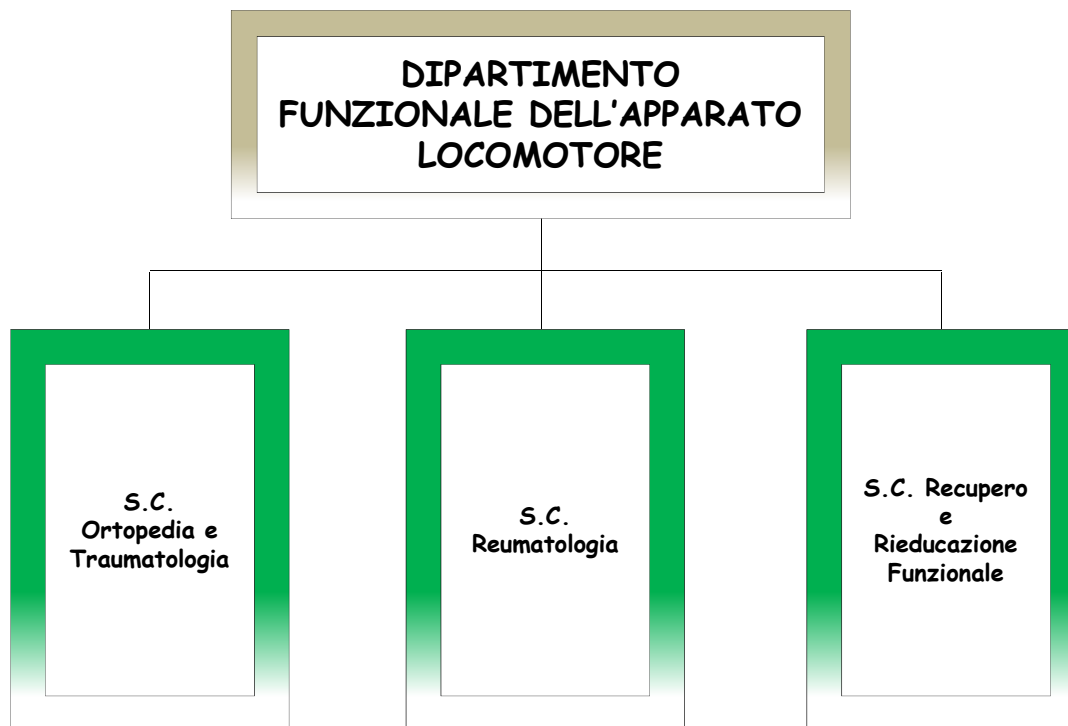 DIPARTIMENTO
FUNZIONALE DELL'APPARATO
LOCOMOTORE
S.C.
Ortopedia e
Traumatologia
S.C.
Reumatologia
S.C. Recupero
e
Rieducazione
Funzionale